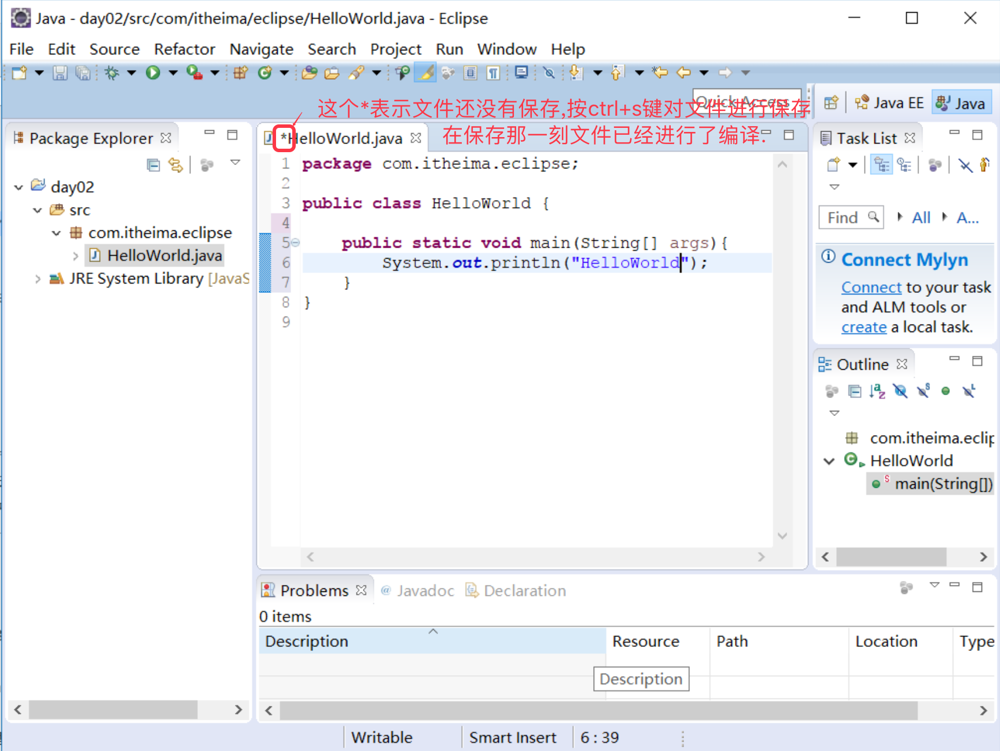 Java - day02/src/com/itheima/eclipse/HelloWorld.java - Eclipse
File Edit Source Refactor Navigate Search Project Run Window Help
Quick Access
Java EE
Java
这个*表示文件还没有保存,按ctrl+s键对文件进行保存
在保存那一刻文件已经进行了编译.
Package Explorer
day02
src
com.itheima.eclipse
HelloWorld.java
JRE System Library [JavaS
*HelloWorld.java
1 package com.itheima.eclipse;
2
3 public class HelloWorld {
4
5 public static void main(String[] args){
6 System.out.println("HelloWorld");
7 }
8 }
9
Task List
Find All A...
Connect Mylyn
Connect to your task
and ALM tools or
create a local task.
Outline
com.itheima.eclip
HelloWorld
main(String[])
Problems @ Javadoc Declaration
0 items
Description Resource Path Location Type
Description
Writable Smart Insert 6 : 39